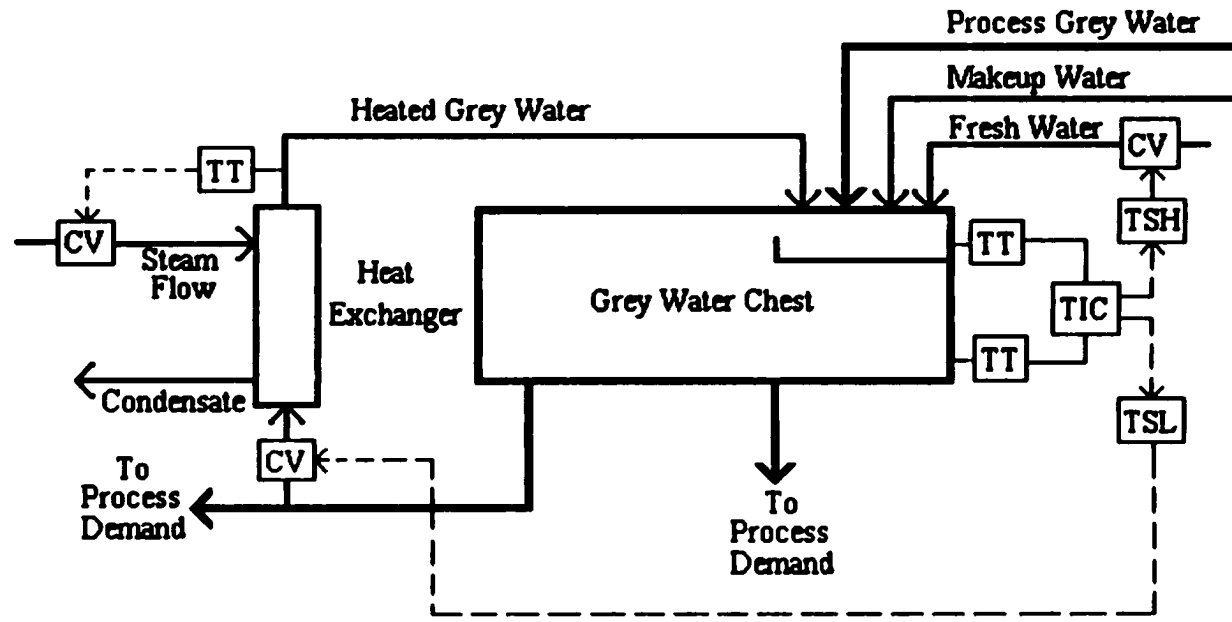 Process Grey Water
Makeup Water
Heated Grey Water
Fresh Water
CV
TT
TSH
CV
Steam
Flow
Heat
Exchanger
Grey Water Chest
TT
TIC
TT
Condensate
TSL
CV
To
Process
Demand
To
Process
Demand